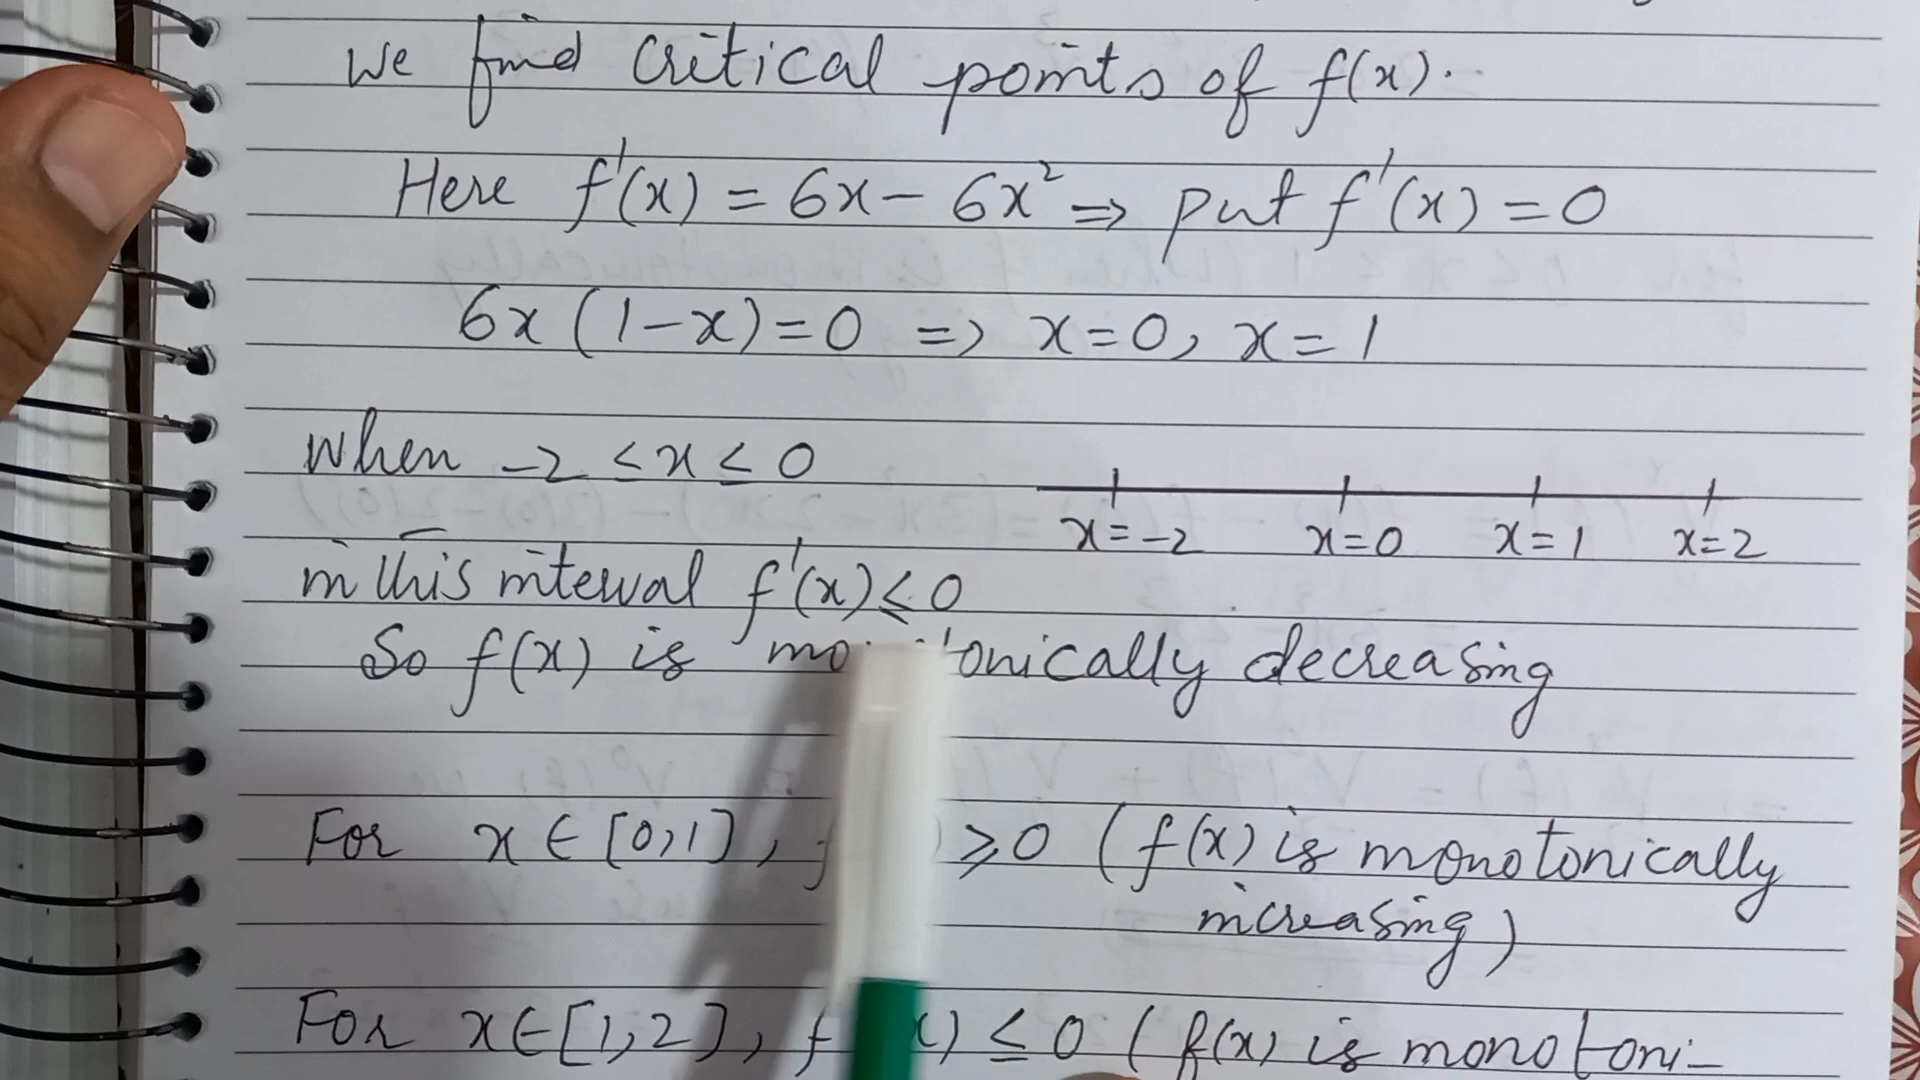 We find critical points of f(x).
Here f'(x) = 6x - 6x² => put f'(x) = 0
6x (1-x) = 0 => x=0, x=1
when -2 ≤ x ≤ 0
x=-2 x=0 x=1 x=2
in this interval f'(x) ≤ 0
So f(x) is monotonically decreasing
For x ∈ [0,1], f ) ≥ 0 ( f(x) is monotonically
increasing)
For x ∈ [1,2], f x) ≤ 0 ( f(x) is monotoni-